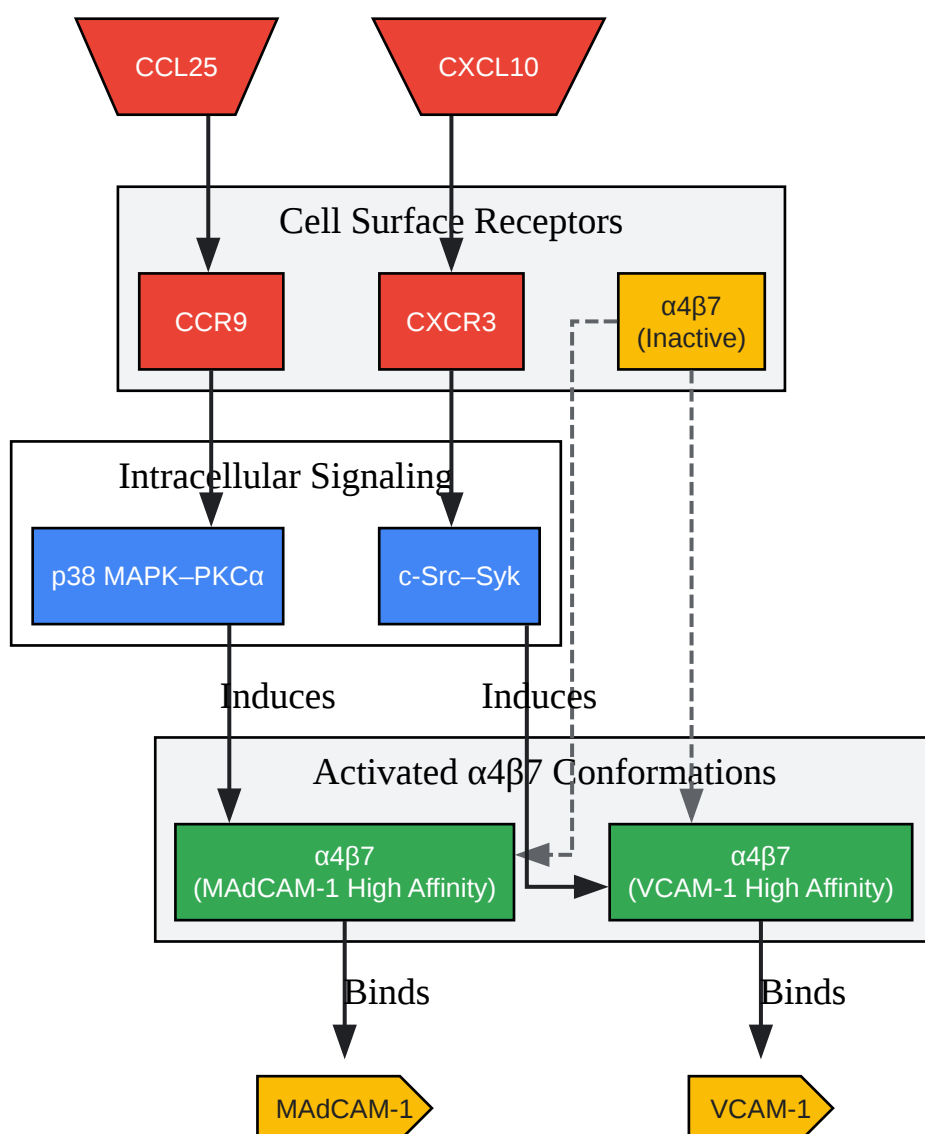 CCL25
CXCL10
Cell Surface Receptors
CCR9
CXCR3
α4β7
(Inactive)
Intracellular Signaling
p38 MAPK–PKCα
c-Src–Syk
Induces
Induces
Activated α4β7 Conformations
α4β7
(MAdCAM-1 High Affinity)
α4β7
(VCAM-1 High Affinity)
Binds
Binds
MAdCAM-1
VCAM-1